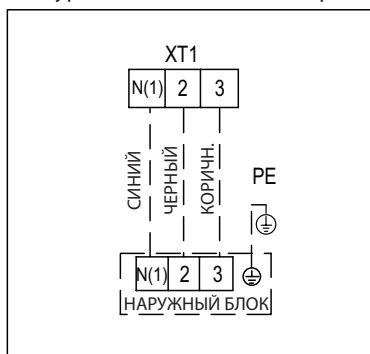 XT1
N(1) 2 3
СИНИЙ
ЧЕРНЫЙ
КОРИЧН.
PE
N(1) 2 3
НАРУЖНЫЙ БЛОК